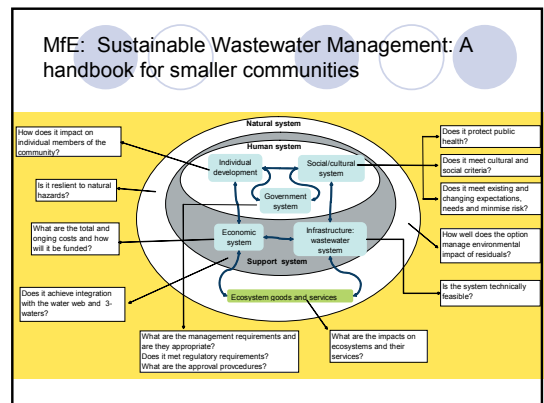 MfE:  Sustainable Wastewater Management: A
handbook for smaller communities
Natural system
Human system
How does it impact on
individual members of the
community?
Individual
development
Social/cultural
system
Does it protect public
health?
Does it meet cultural and
social criteria?
Is it reslient to natural
hazards?
Government
system
Does it meet existing and
changing expectations,
needs and minmise risk?
What are the total and
onging costs and how
will it be funded?
Economic
system
Infrastructure:
wastewater
system
How well does the option
manage environmental
impact of residuals?
Support system
Does it achieve integration
with the water web and 3-
waters?
Is the system technically
feasible?
Ecosystem goods and services
What are the management requirements and
are they appropriate?
Does it met regulatory requirements?
What are the approval provcedures?
What are the impacts on
ecosystems and their
services?